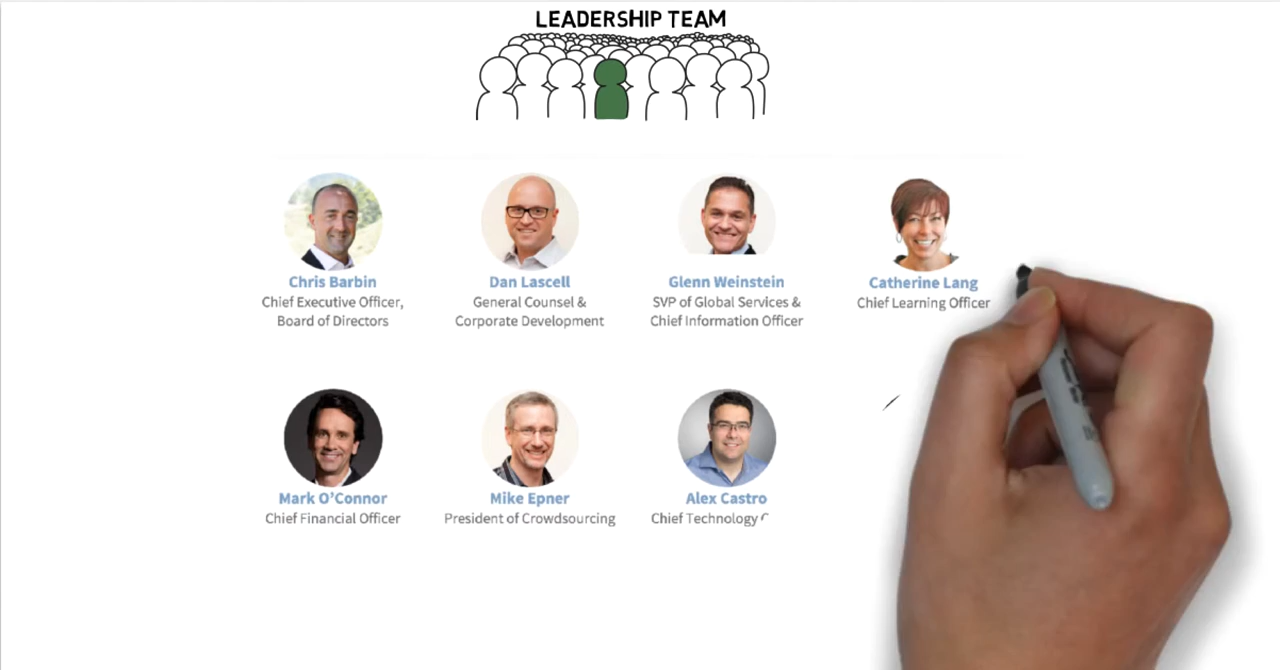 LEADERSHIP TEAM
Chris Barbin
Chief Executive Officer,
Board of Directors
Dan Lascell
General Counsel &
Corporate Development
Glenn Weinstein
SVP of Global Services &
Chief Information Officer
Catherine Lang
Chief Learning Officer
Mark O'Connor
Chief Financial Officer
Mike Epner
President of Crowdsourcing
Alex Castro
Chief Technology